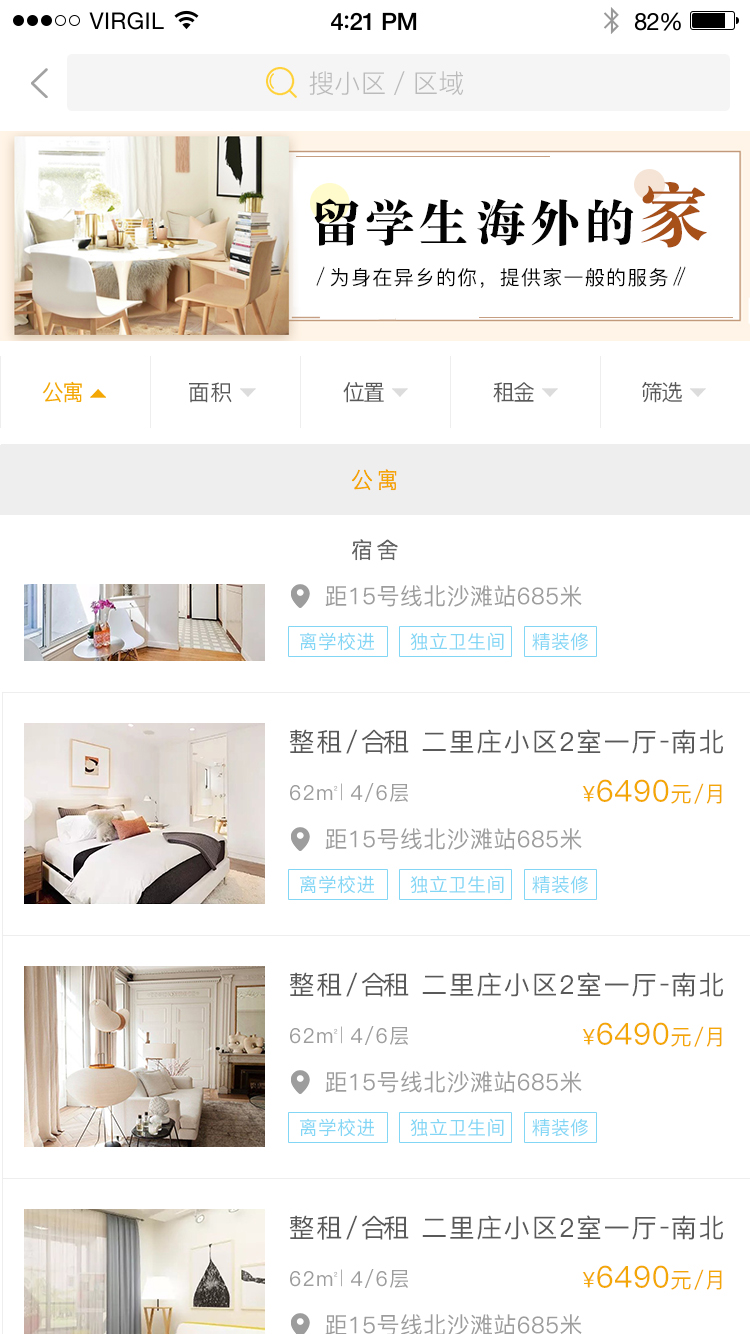 VIRGIL 4:21 PM 82%
搜小区 / 区域
留学生海外的家
/ 为身在异乡的你，提供家一般的服务 //
公寓 面积 位置 租金 筛选
公寓
宿舍
距15号线北沙滩站685米
离学校进 独立卫生间 精装修
整租/合租 二里庄小区2室一厅-南北
62㎡| 4/6层 ¥6490元/月
距15号线北沙滩站685米
离学校进 独立卫生间 精装修
整租/合租 二里庄小区2室一厅-南北
62㎡| 4/6层 ¥6490元/月
距15号线北沙滩站685米
离学校进 独立卫生间 精装修
整租/合租 二里庄小区2室一厅-南北
62㎡| 4/6层 ¥6490元/月
距15号线北沙滩站685米